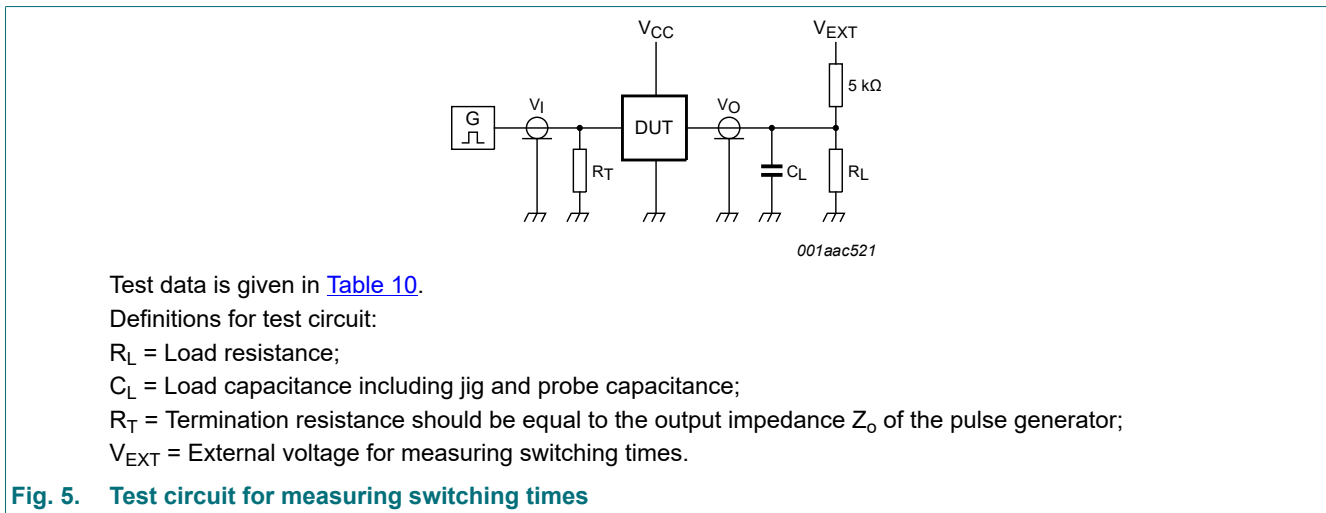 VCC
VEXT
5 kΩ
G
VI
VO
DUT
RT
CL
RL
001aac521
Test data is given in Table 10.
Definitions for test circuit:
RL = Load resistance;
CL = Load capacitance including jig and probe capacitance;
RT = Termination resistance should be equal to the output impedance Zo of the pulse generator;
VEXT = External voltage for measuring switching times.
Fig. 5. Test circuit for measuring switching times